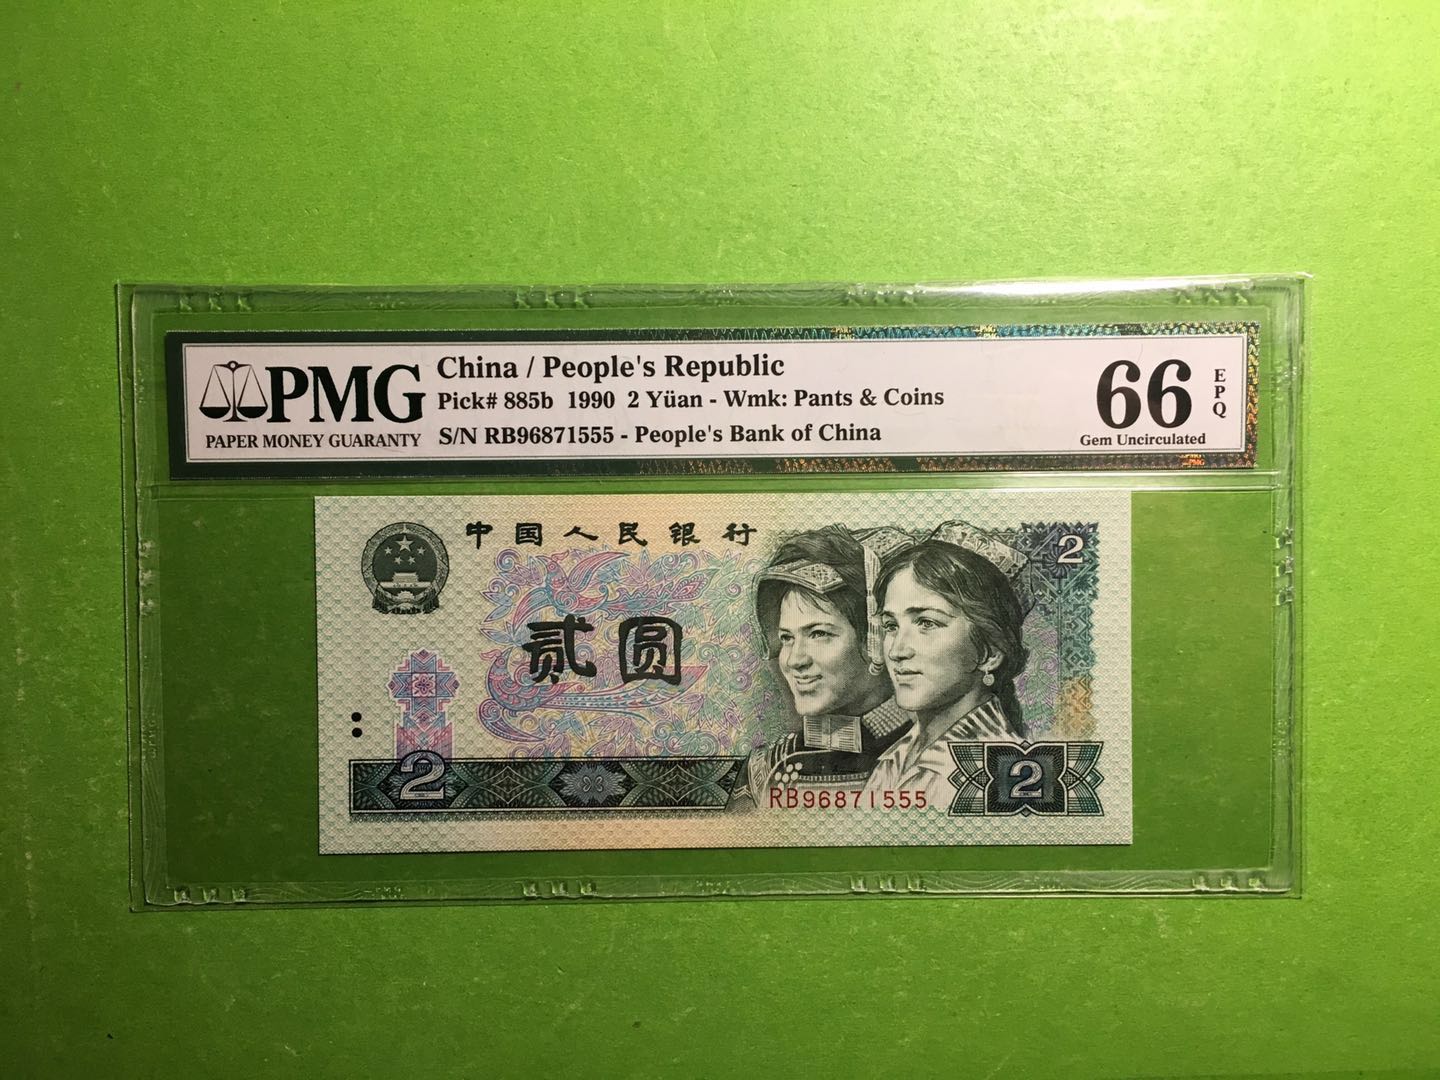 PMG
PAPER MONEY GUARANTY
China / People's Republic
Pick# 885b 1990 2 Yüan - Wmk: Pants & Coins
S/N RB96871555 - People's Bank of China
66
EPQ
Gem Uncirculated
中国人民银行
2
贰圆
2
RB96871555
2